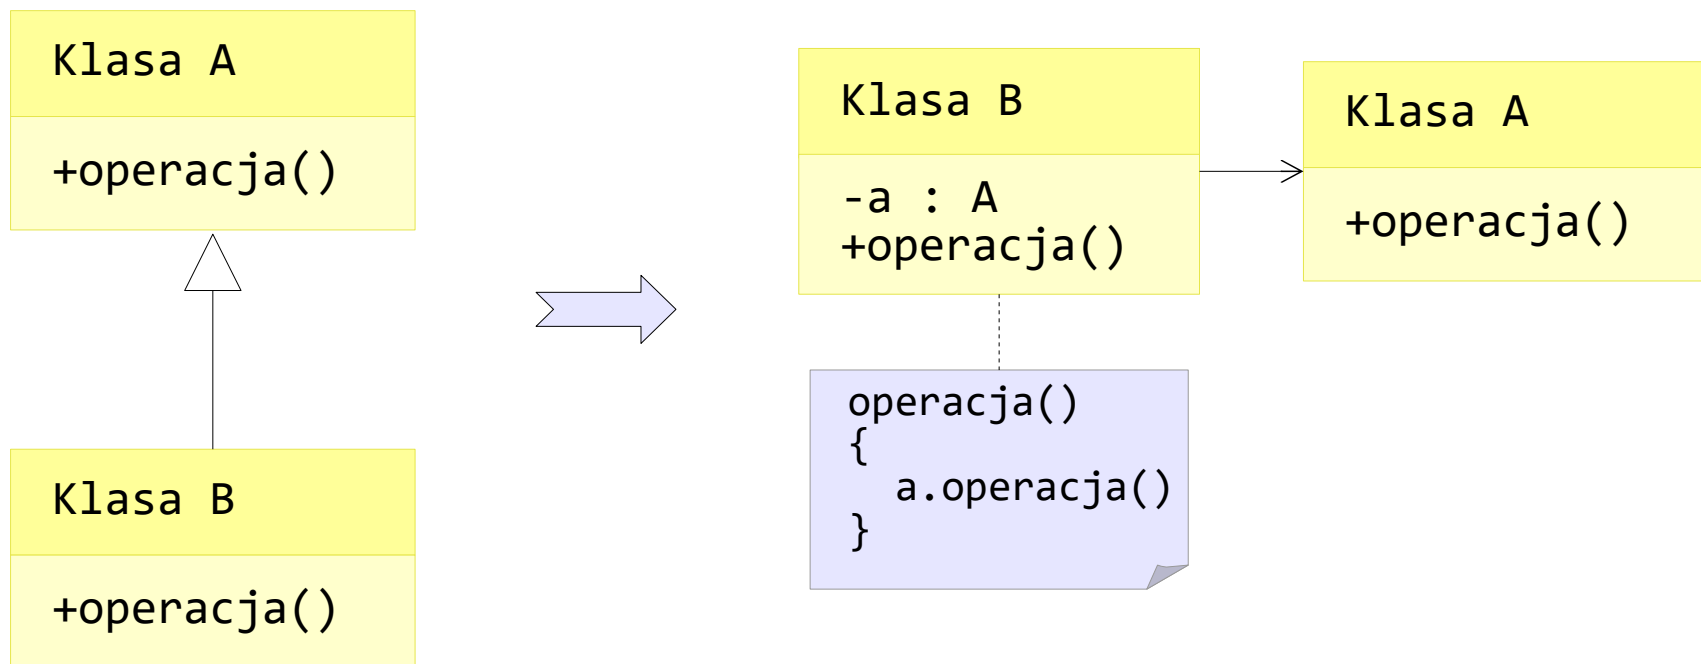 Klasa A
+operacja()
Klasa B
+operacja()
Klasa B
-a : A
+operacja()
operacja()
{
a.operacja()
}
Klasa A
+operacja()